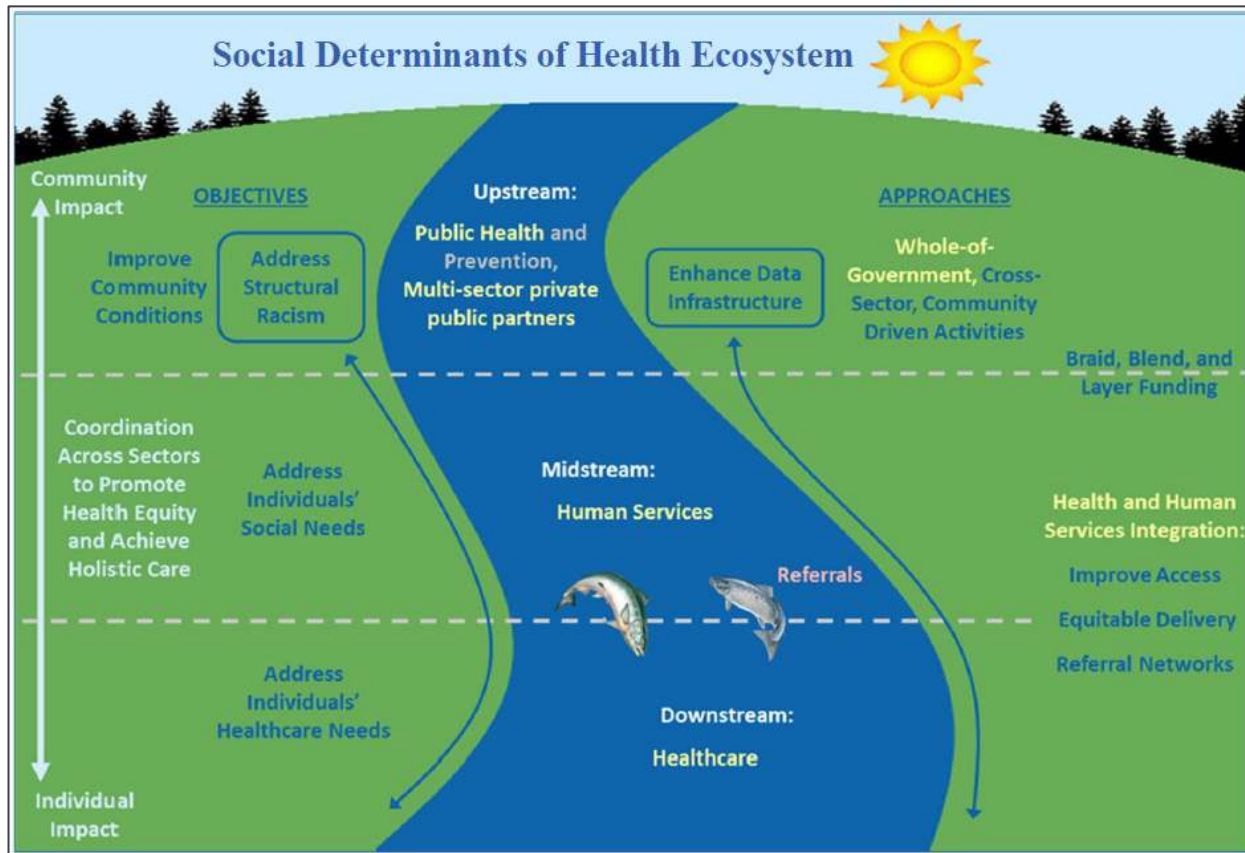 Social Determinants of Health Ecosystem
Community
Impact
OBJECTIVES
Improve
Community
Conditions
Address
Structural
Racism
Upstream:
Public Health and
Prevention,
Multi-sector private
public partners
APPROACHES
Enhance Data
Infrastructure
Whole-of-
Government, Cross-
Sector, Community
Driven Activities
Braid, Blend, and
Layer Funding
Coordination
Across Sectors
to Promote
Health Equity
and Achieve
Holistic Care
Address
Individuals'
Social Needs
Midstream:
Human Services
Referrals
Health and Human
Services Integration:
Improve Access
Equitable Delivery
Referral Networks
Address
Individuals'
Healthcare Needs
Downstream:
Healthcare
Individual
Impact